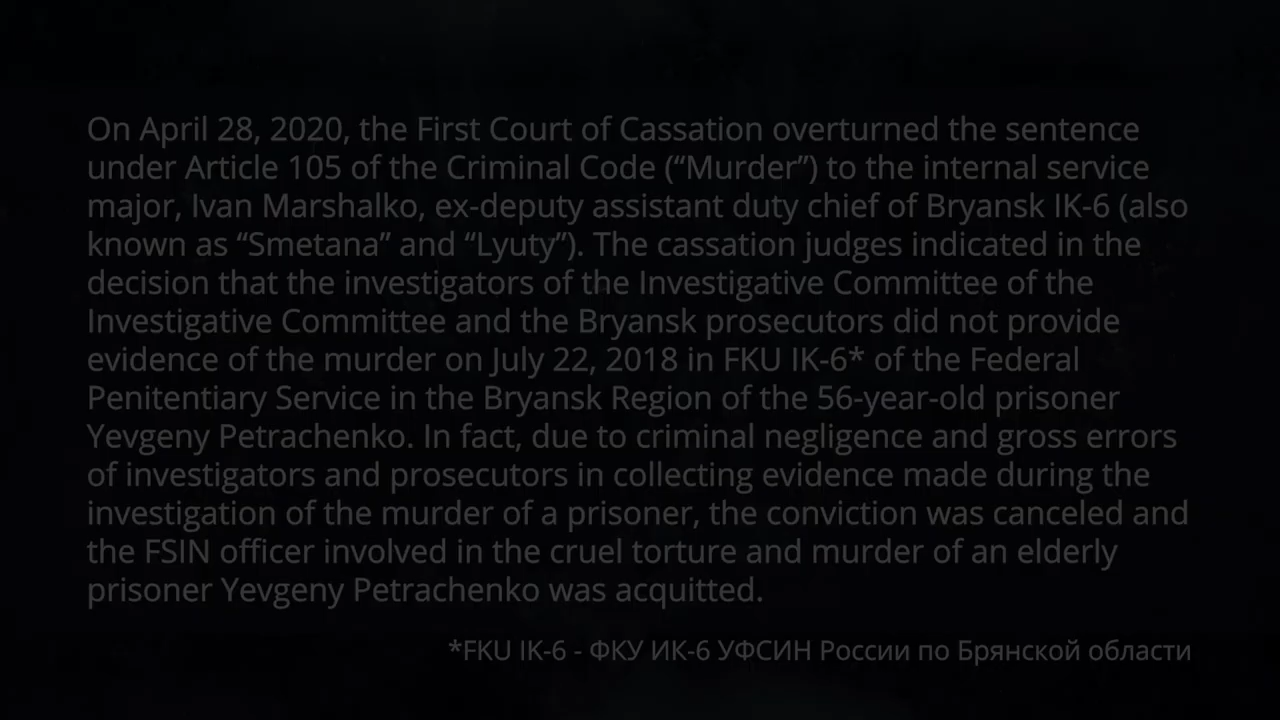 On April 28, 2020, the First Court of Cassation overturned the sentence
under Article 105 of the Criminal Code (“Murder”) to the internal service
major, Ivan Marshalko, ex-deputy assistant duty chief of Bryansk IK-6 (also
known as “Smetana” and “Lyuty”). The cassation judges indicated in the
decision that the investigators of the Investigative Committee of the
Investigative Committee and the Bryansk prosecutors did not provide
evidence of the murder on July 22, 2018 in FKU IK-6* of the Federal
Penitentiary Service in the Bryansk Region of the 56-year-old prisoner
Yevgeny Petrachenko. In fact, due to criminal negligence and gross errors
of investigators and prosecutors in collecting evidence made during the
investigation of the murder of a prisoner, the conviction was canceled and
the FSIN officer involved in the cruel torture and murder of an elderly
prisoner Yevgeny Petrachenko was acquitted.
*FKU IK-6 - ФКУ ИК-6 УФСИН России по Брянской области